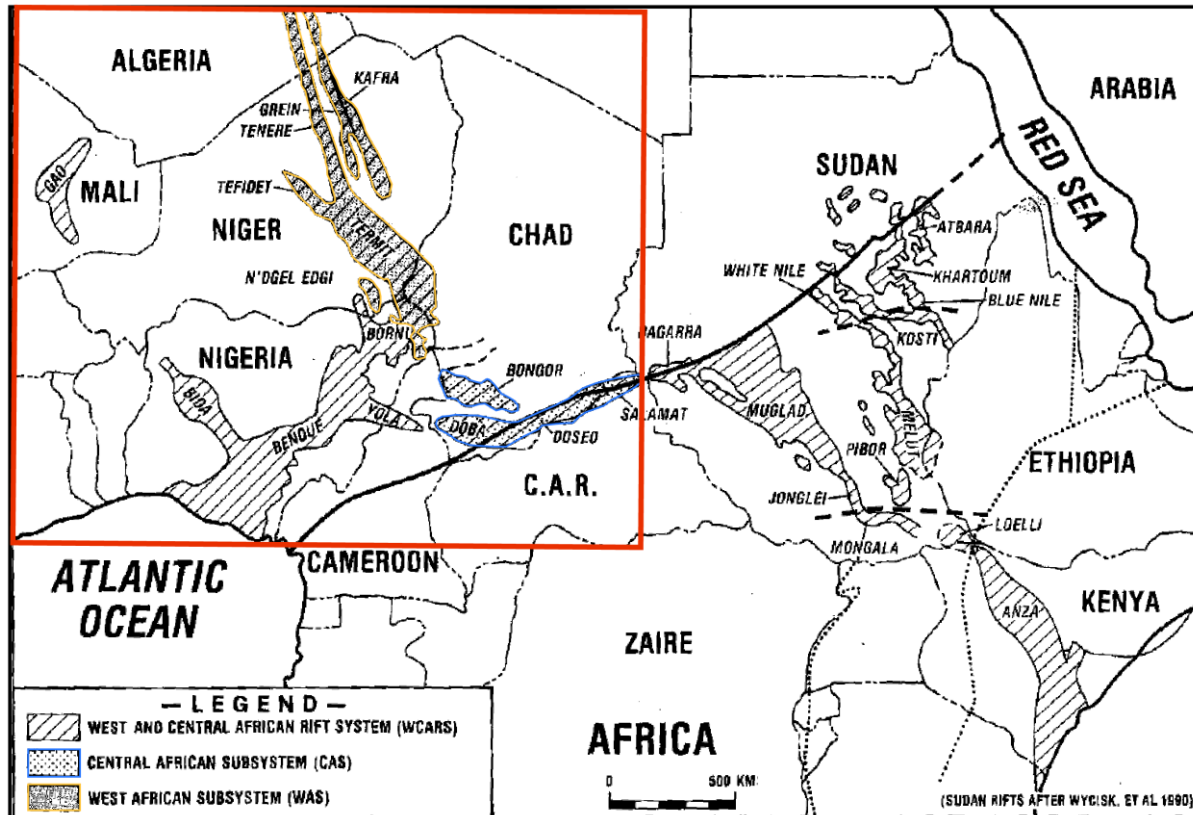 ALGERIA
KAFRA
GREIN
TENERE
ARABIA
RED SEA
SUDAN
GAO
MALI
TEFIDET
NIGER
TERMIT
CHAD
ATBARA
N'DGEL EDGI
WHITE NILE
KHARTOUM
BLUE NILE
BORNU
KOSTI
NIGERIA
BAGARRA
BONGOR
BIDA
YOLA
SALAMAT
MUGLAD
BENOUE
DOBA
DOSEO
MELUT
PIBOR
ETHIOPIA
C.A.R.
JONGLEI
LOELLI
MONGALA
CAMEROON
ATLANTIC
OCEAN
KENYA
ANZA
ZAIRE
— LEGEND —
WEST AND CENTRAL AFRICAN RIFT SYSTEM (WCARS)
CENTRAL AFRICAN SUBSYSTEM (CAS)
WEST AFRICAN SUBSYSTEM (WAS)
AFRICA
0 500 KM
(SUDAN RIFTS AFTER WYCISK, ET AL 1990)